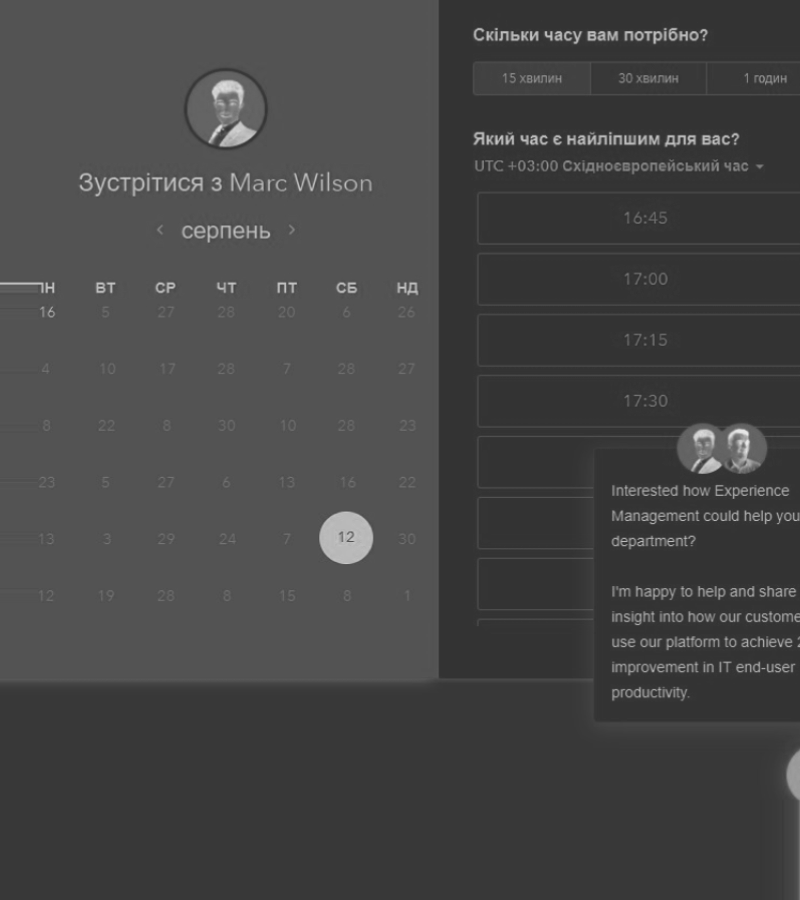 Зустрітися з Marc Wilson
‹ серпень ›
ВТ СР ЧТ ПТ СБ НД
16 5 27 28 20 6 26
4 10 17 28 7 28 27
8 22 8 30 10 28 23
23 5 27 6 13 16 22
13 3 29 24 7 12 30
12 19 28 8 15 8 1
Скільки часу вам потрібно?
15 хвилин 30 хвилин 1 годин
Який час є найліпшим для вас?
UTC +03:00 Східноєвропейський час
16:45
17:00
17:15
17:30
Interested how Experience
Management could help you
department?
I'm happy to help and share
insight into how our custome
use our platform to achieve 2
improvement in IT end-user
productivity.